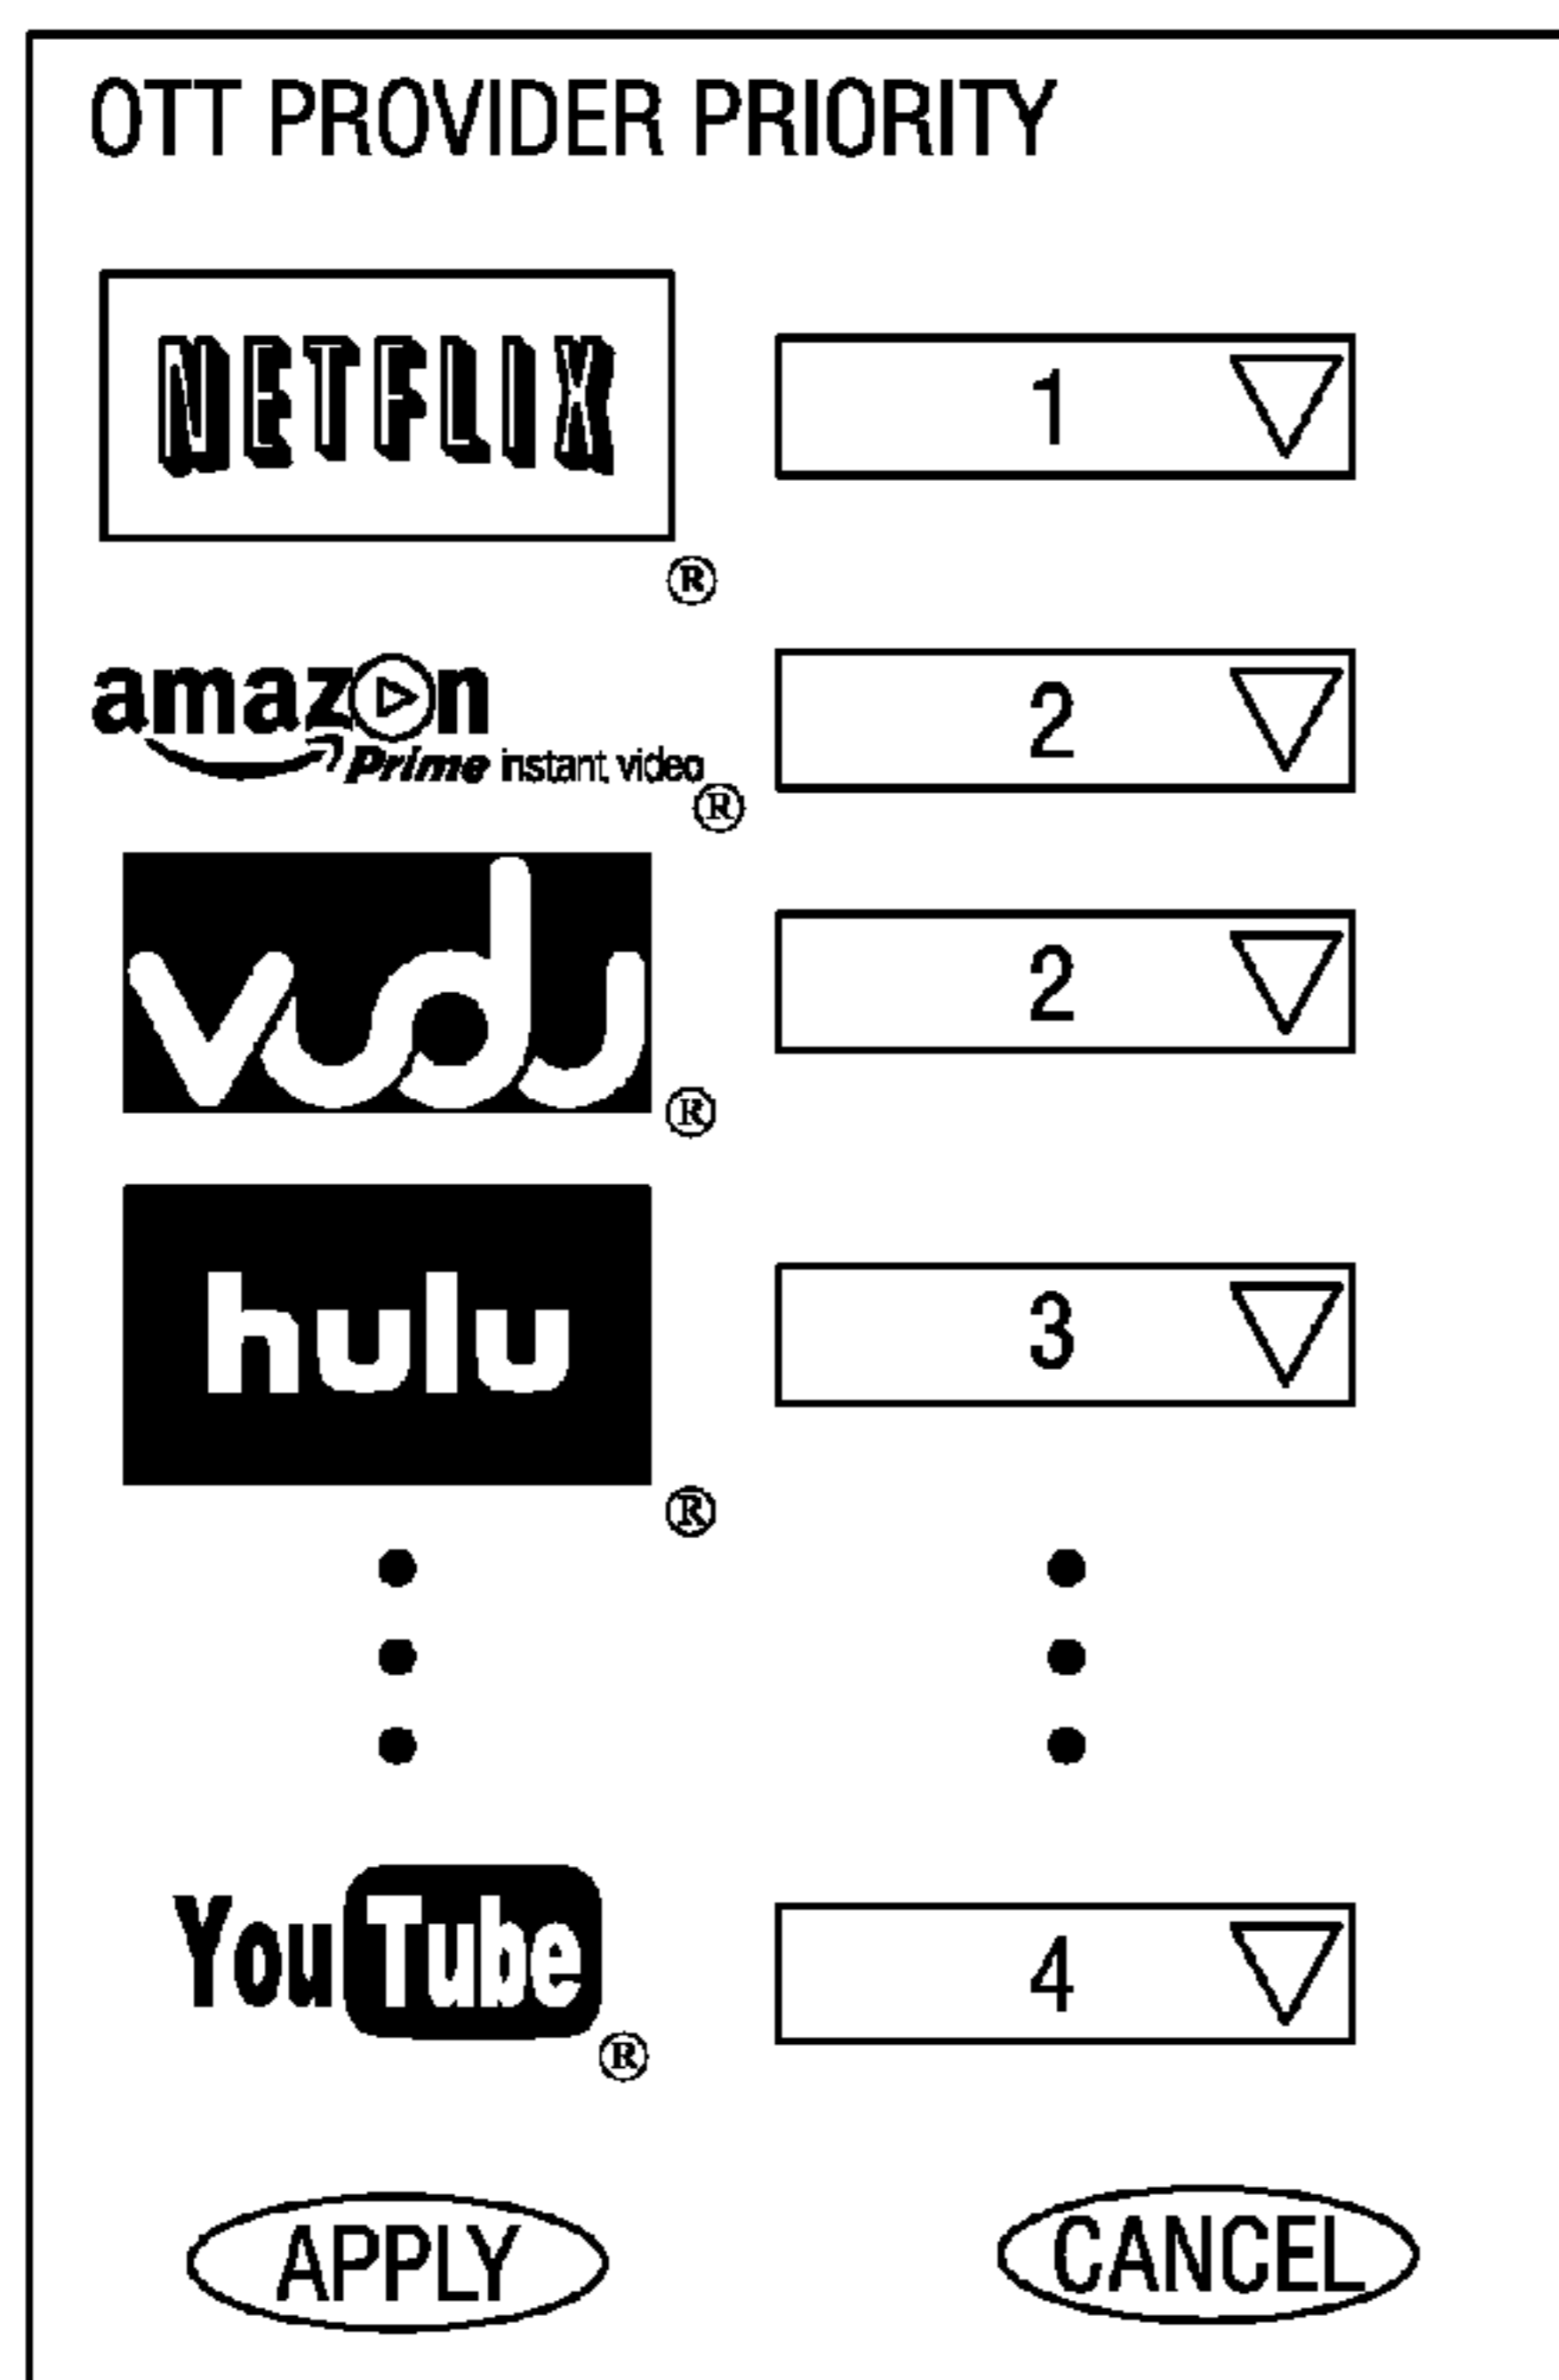 OTT PROVIDER PRIORITY
NETFLIX ®
1
amazon
Prime instant video ®
2
vudu ®
2
hulu ®
3
YouTube ®
4
APPLY
CANCEL